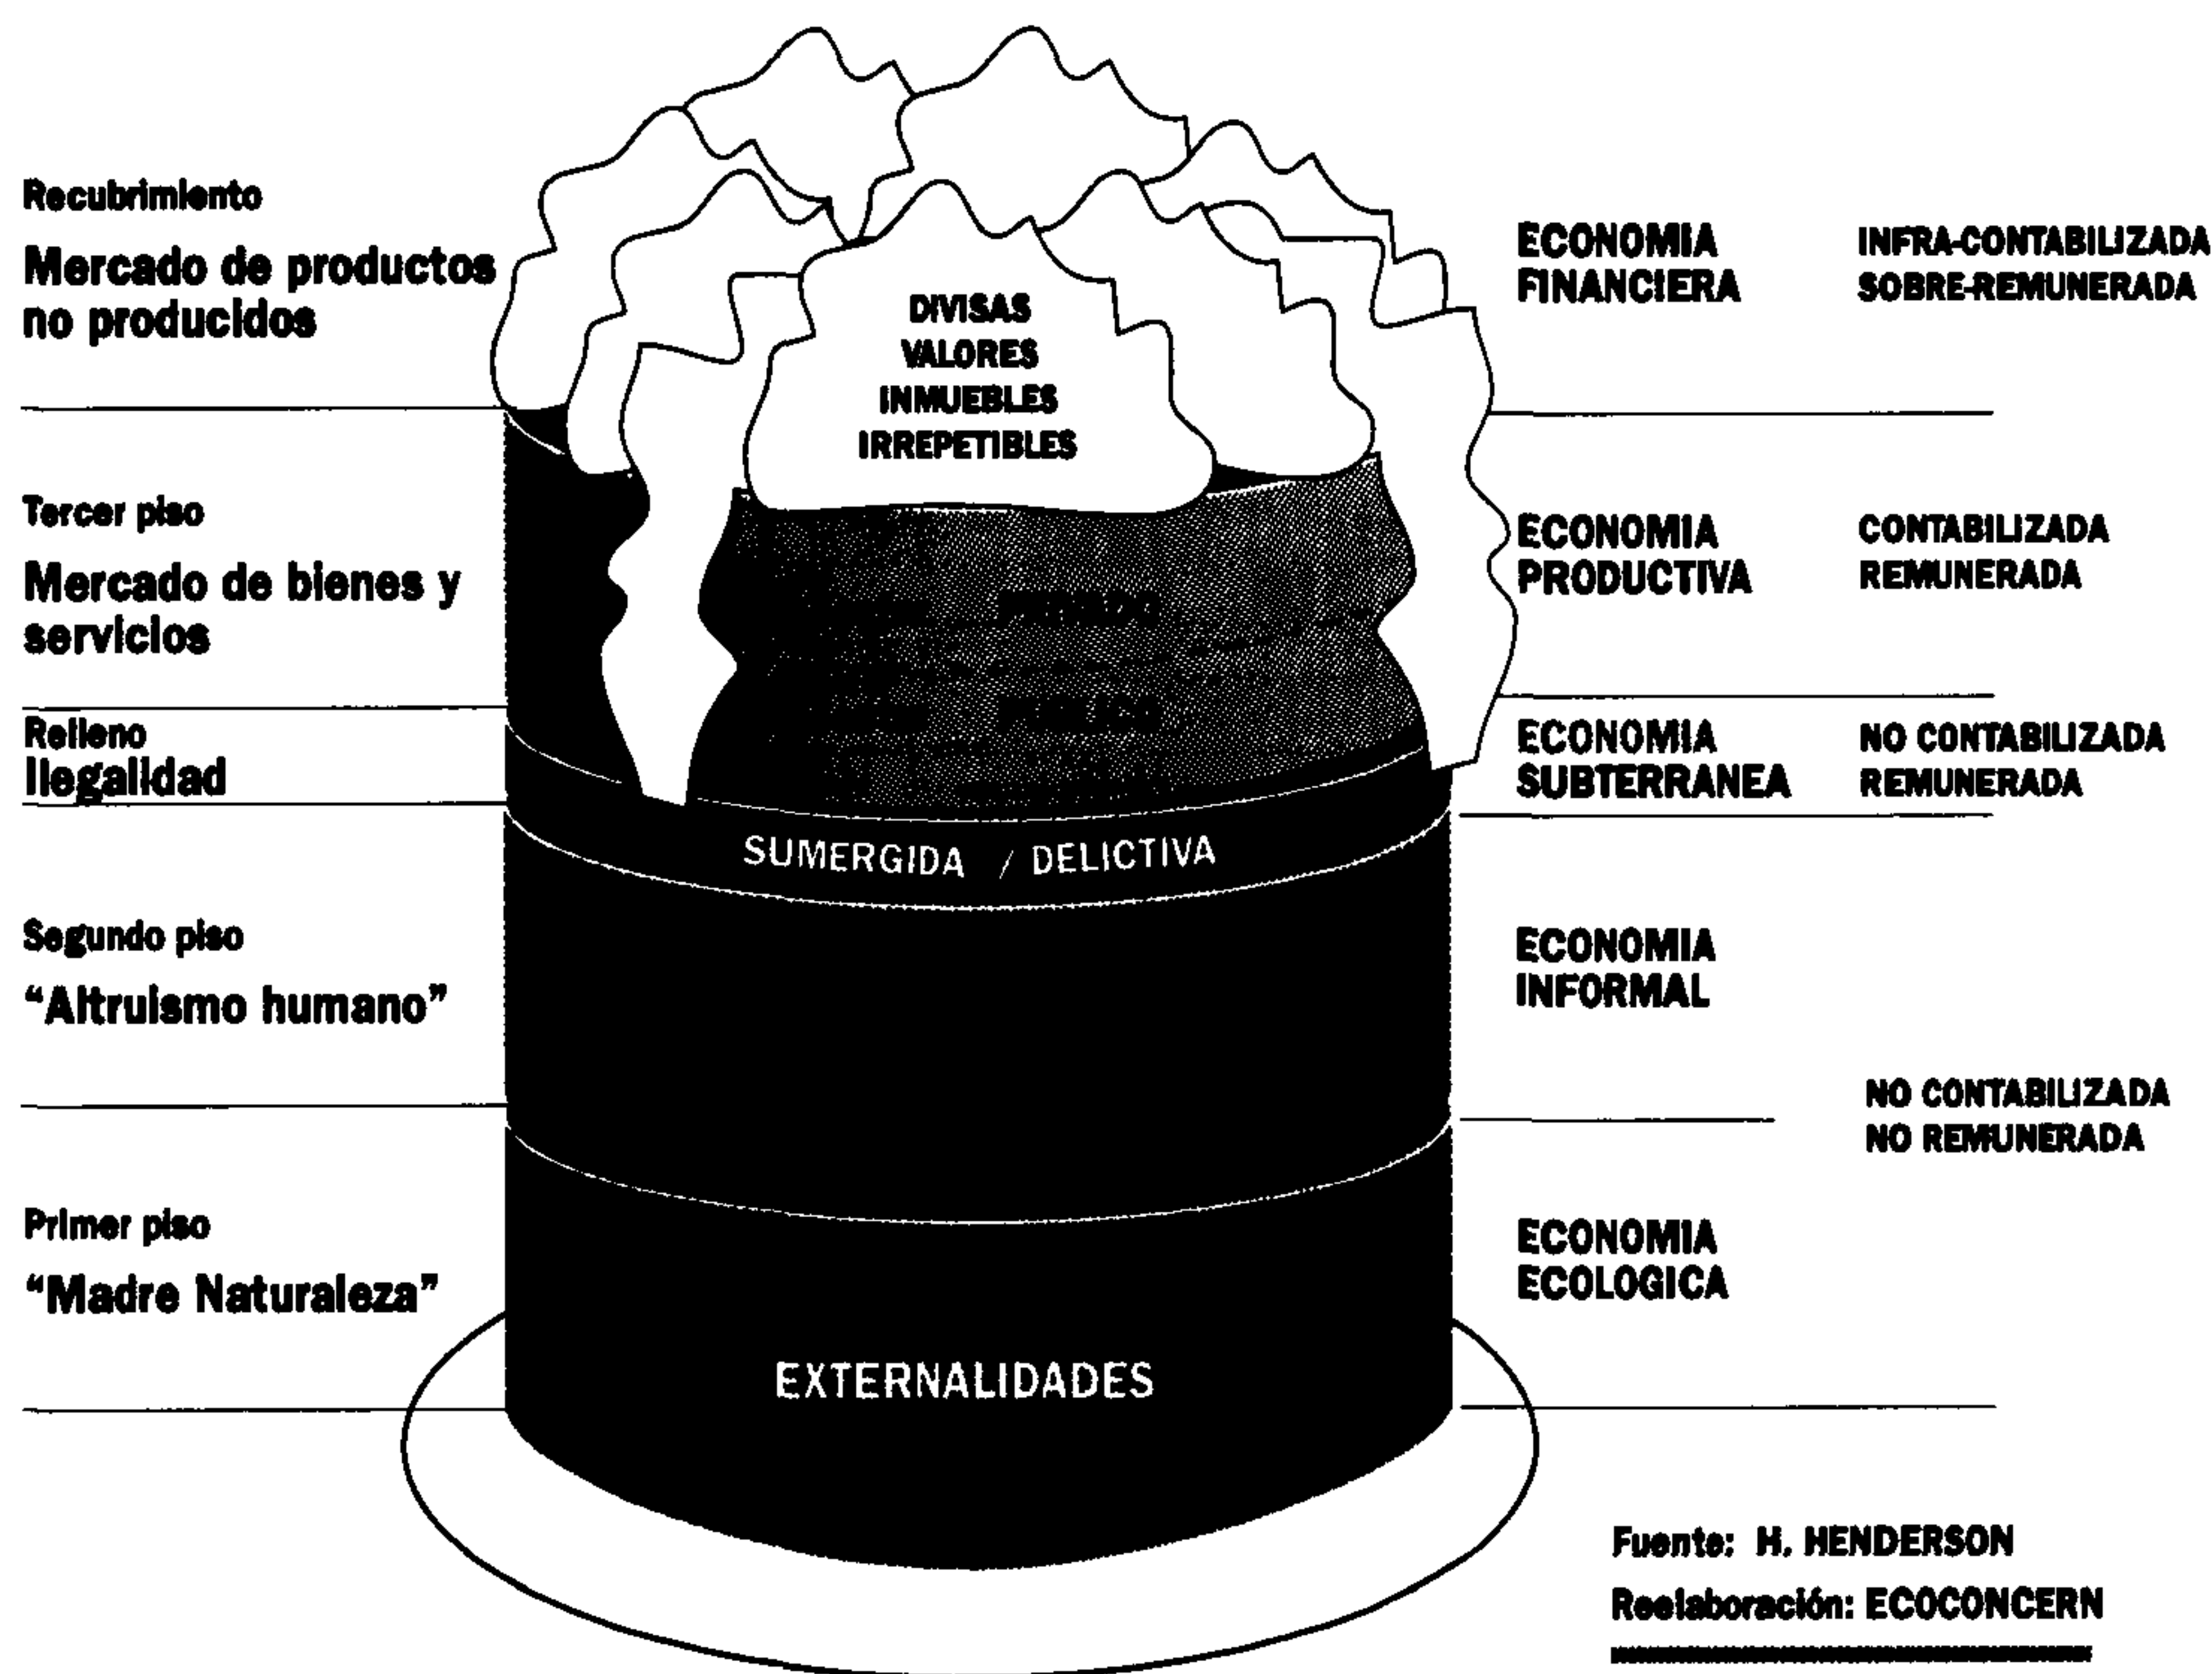 Recubrimiento
Mercado de productos
no producidos
DIVISAS
VALORES
INMUEBLES
IRREPETIBLES
ECONOMIA
FINANCIERA
INFRA-CONTABILIZADA
SOBRE-REMUNERADA
Tercer piso
Mercado de bienes y
servicios
PRIVADO
PUBLICO
ECONOMIA
PRODUCTIVA
CONTABILIZADA
REMUNERADA
Relleno
Ilegalidad
SUMERGIDA / DELICTIVA
ECONOMIA
SUBTERRANEA
NO CONTABILIZADA
REMUNERADA
Segundo piso
“Altruismo humano”
ECONOMIA
INFORMAL
NO CONTABILIZADA
NO REMUNERADA
Primer piso
“Madre Naturaleza”
EXTERNALIDADES
ECONOMIA
ECOLOGICA
Fuente: H. HENDERSON
Reelaboración: ECOCONCERN